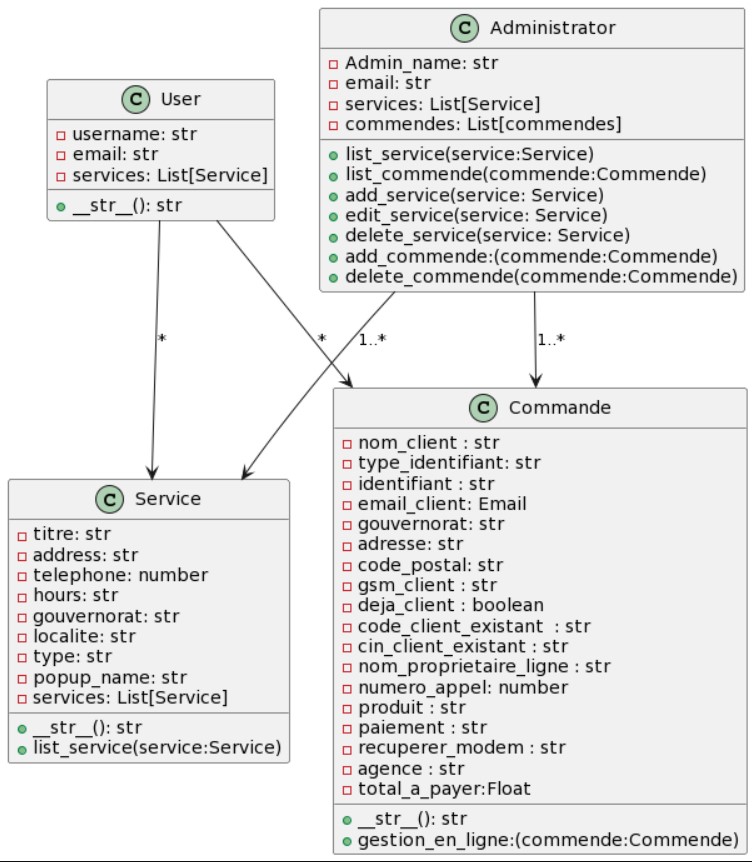 C User
username: str
email: str
services: List[Service]
__str__(): str
C Administrator
Admin_name: str
email: str
services: List[Service]
commendes: List[commendes]
list_service(service:Service)
list_commende(commende:Commende)
add_service(service: Service)
edit_service(service: Service)
delete_service(service: Service)
add_commende:(commende:Commende)
delete_commende(commende:Commende)
*
*
1..*
1..*
C Service
titre: str
address: str
telephone: number
hours: str
gouvernorat: str
localite: str
type: str
popup_name: str
services: List[Service]
__str__(): str
list_service(service:Service)
C Commande
nom_client : str
type_identifiant: str
identifiant : str
email_client: Email
gouvernorat: str
adresse: str
code_postal: str
gsm_client : str
deja_client : boolean
code_client_existant  : str
cin_client_existant : str
nom_proprietaire_ligne : str
numero_appel: number
produit : str
paiement : str
recuperer_modem : str
agence : str
total_a_payer:Float
__str__(): str
gestion_en_ligne:(commende:Commende)